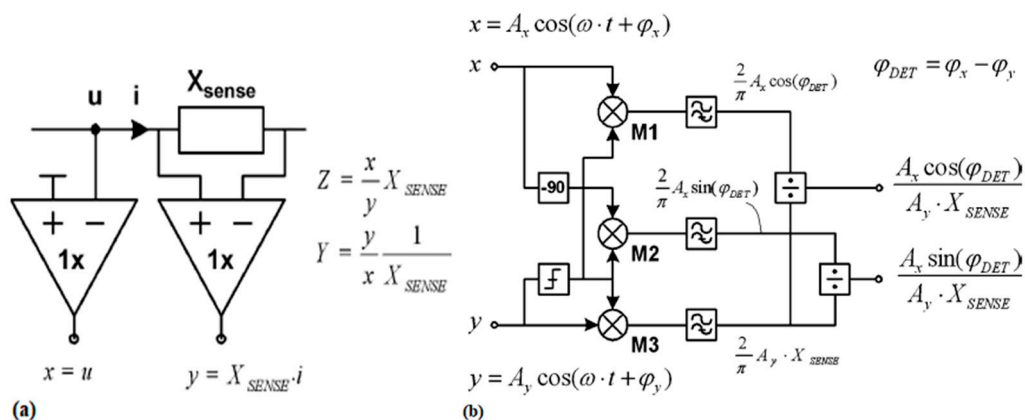 X_sense
u i
+ −
1x
+ −
1x
Z = x/y X_SENSE
Y = y/x 1/X_SENSE
x = u
y = X_SENSE·i
(a)
x = A_x cos(ω · t + φ_x)
x
2/π A_x cos(φ_DET)
φ_DET = φ_x − φ_y
M1
-90
2/π A_x sin(φ_DET)
÷
A_x cos(φ_DET)
A_y · X_SENSE
M2
÷
A_x sin(φ_DET)
A_y · X_SENSE
y
M3
2/π A_y · X_SENSE
y = A_y cos(ω · t + φ_y)
(b)